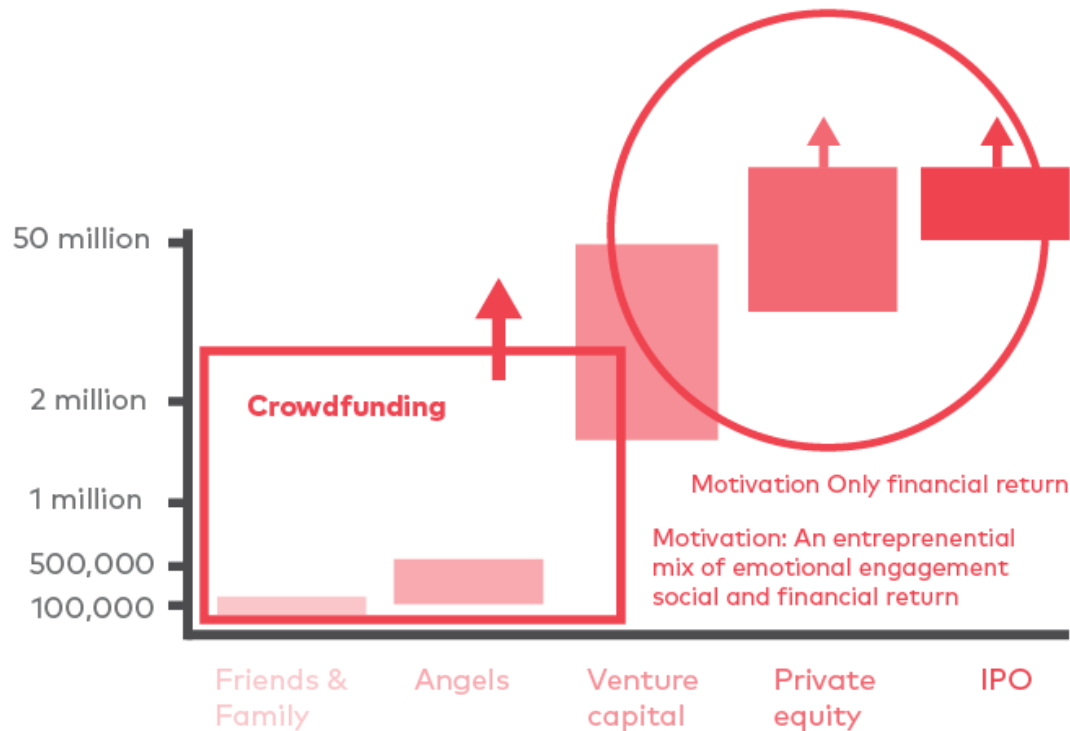 50 million
2 million
1 million
500,000
100,000
Crowdfunding
Motivation Only financial return
Motivation: An entreprenential
mix of emotional engagement
social and financial return
Friends &
Family
Angels
Venture
capital
Private
equity
IPO